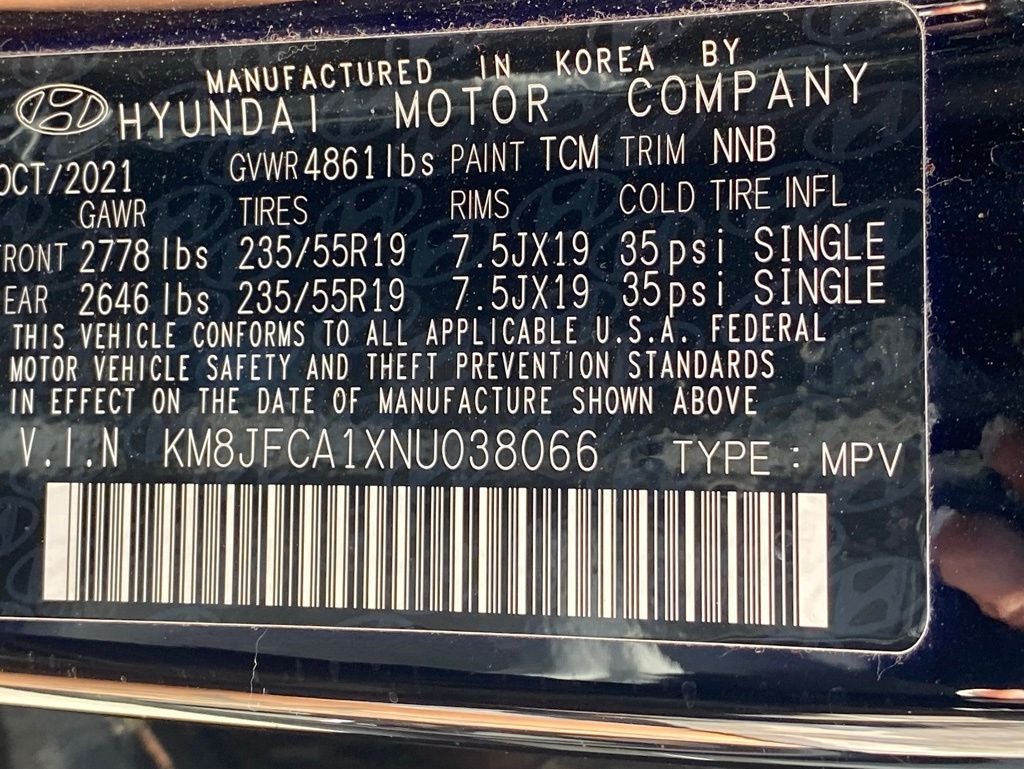 MANUFACTURED IN KOREA BY
HYUNDAI MOTOR COMPANY
OCT/2021 GVWR 4861 lbs PAINT TCM TRIM NNB
GAWR TIRES RIMS COLD TIRE INFL
RONT 2778 lbs 235/55R19 7.5JX19 35psi SINGLE
EAR 2646 lbs 235/55R19 7.5JX19 35psi SINGLE
THIS VEHICLE CONFORMS TO ALL APPLICABLE U.S.A. FEDERAL
MOTOR VEHICLE SAFETY AND THEFT PREVENTION STANDARDS
IN EFFECT ON THE DATE OF MANUFACTURE SHOWN ABOVE
V.I.N KM8JFCA1XNU038066 TYPE : MPV